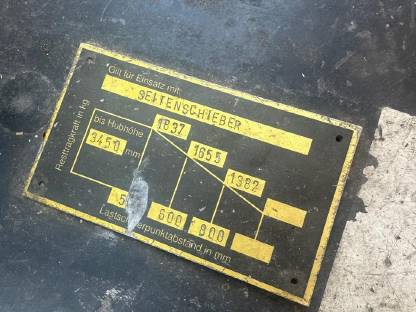 Gilt für Einsatz mit:
SEITENSCHIEBER
Resttragkraft in kg
bis Hubhöhe
3450 mm
1837
1655
1382
600
900
Lastschwerpunktabstand in mm